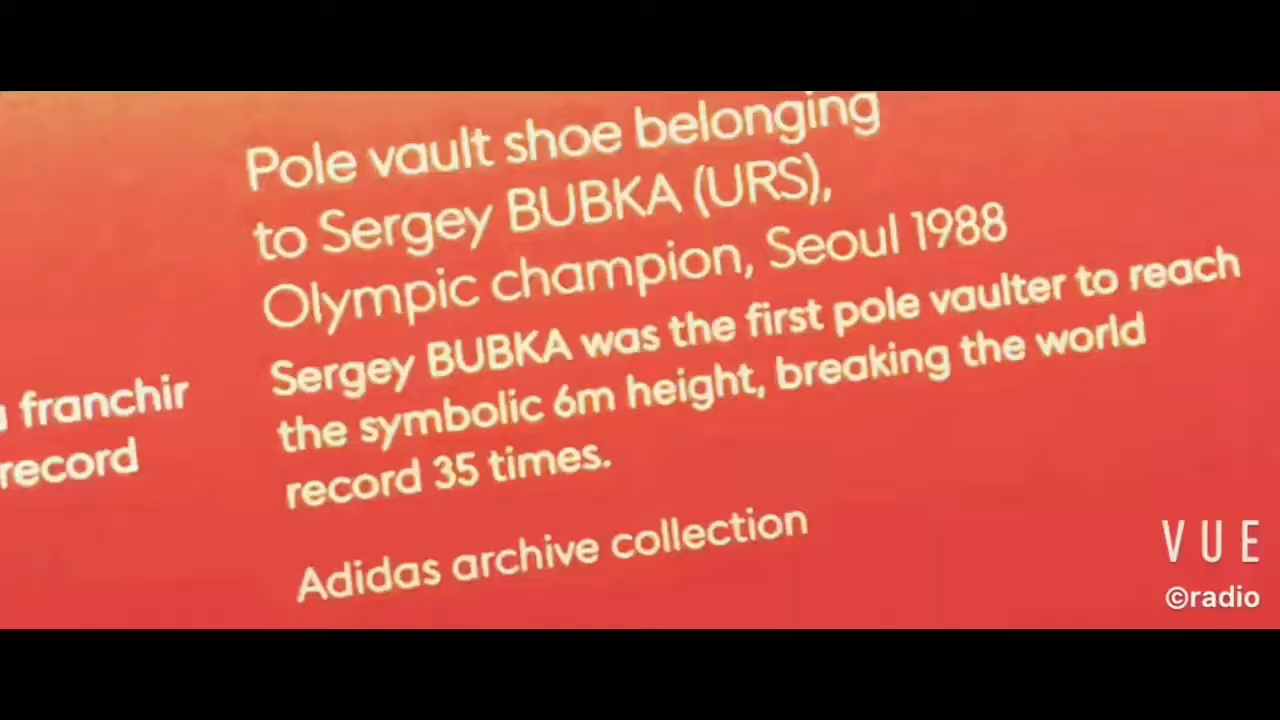 Pole vault shoe belonging
to Sergey BUBKA (URS),
Olympic champion, Seoul 1988
Sergey BUBKA was the first pole vaulter to reach
the symbolic 6m height, breaking the world
record 35 times.
Adidas archive collection
franchir
record
VUE
©radio